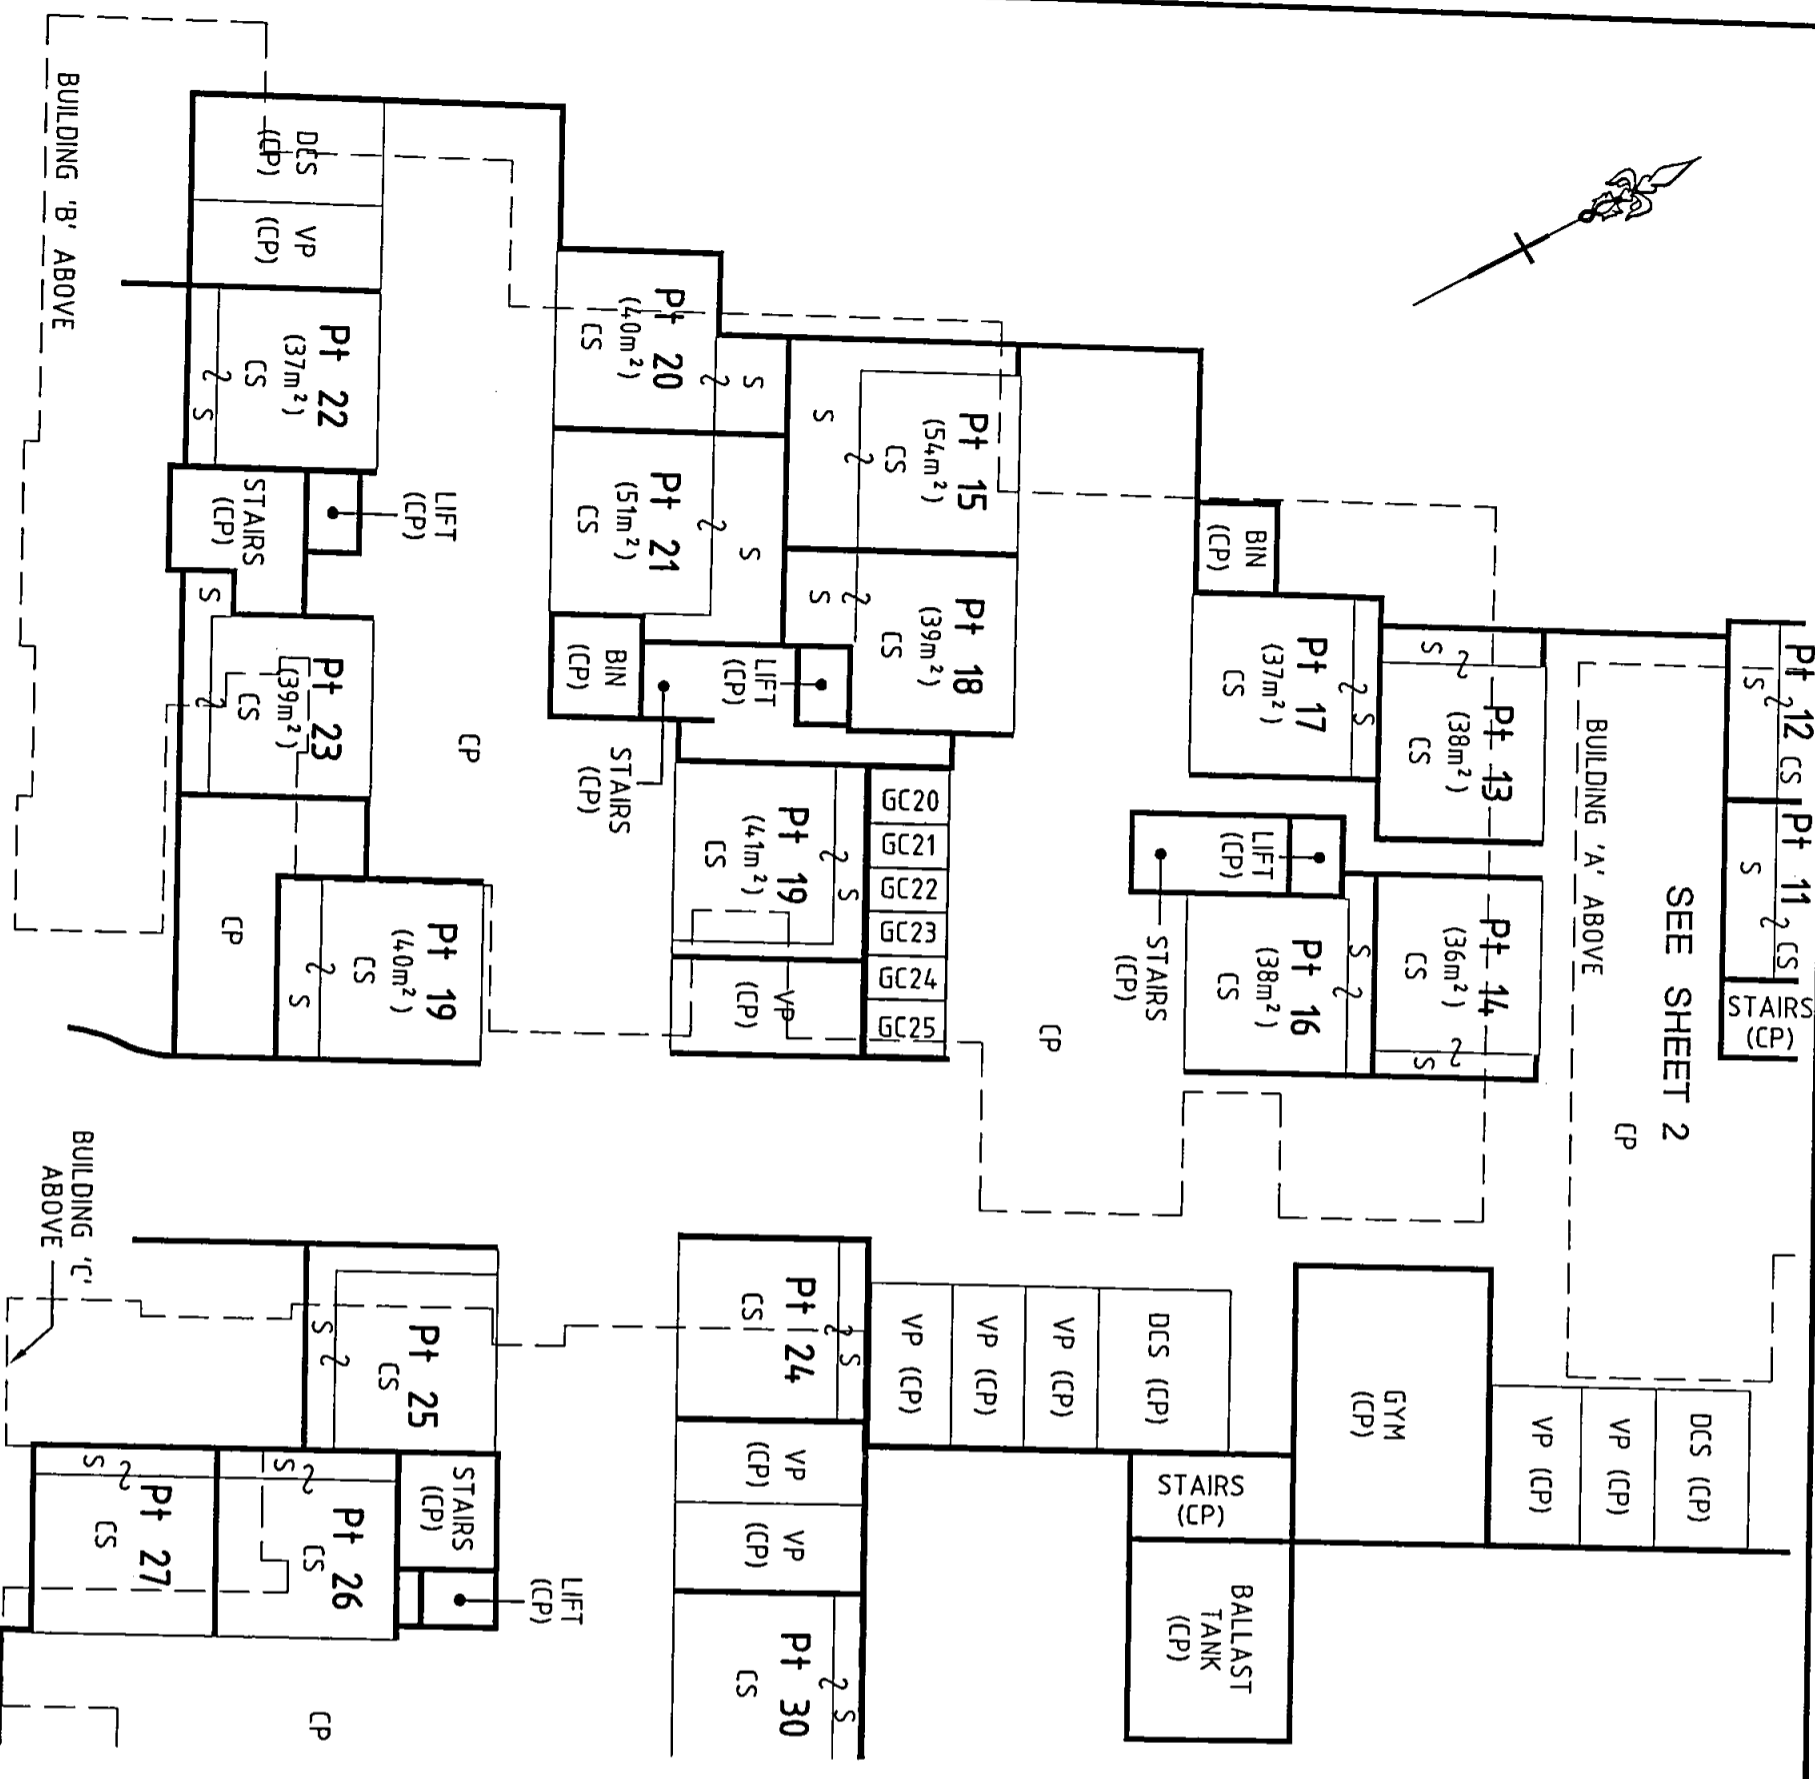 Pt 12
S
CS
Pt 11
S
CS
STAIRS
(CP)
SEE SHEET 2
CP
BUILDING 'A' ABOVE
DCS (CP)
VP (CP)
VP (CP)
S
Pt 13
(38m²)
CS
Pt 14
(36m²)
CS
S
GYM
(CP)
BIN
(CP)
S
Pt 17
(37m²)
CS
LIFT
(CP)
STAIRS
(CP)
S
Pt 16
(38m²)
CS
DCS (CP)
VP (CP)
VP (CP)
VP (CP)
STAIRS
(CP)
BALLAST
TANK
(CP)
CP
Pt 15
(54m²)
CS
S
Pt 18
(39m²)
CS
S
GC20
GC21
GC22
GC23
GC24
GC25
S
Pt 20
(40m²)
CS
S
Pt 21
(51m²)
CS
LIFT
(CP)
BIN
(CP)
STAIRS
(CP)
S
Pt 19
(41m²)
CS
VP
(CP)
S
Pt 24
CS
VP
(CP)
VP
(CP)
S
Pt 30
CS
CP
LIFT
(CP)
DCS
(CP)
VP
(CP)
Pt 22
(37m²)
CS
S
STAIRS
(CP)
S
Pt 23
(39m²)
CS
CP
Pt 19
(40m²)
CS
S
Pt 25
CS
S
STAIRS
(CP)
LIFT
(CP)
S
Pt 26
CS
S
Pt 27
CS
CP
BUILDING 'B' ABOVE
BUILDING 'C'
ABOVE